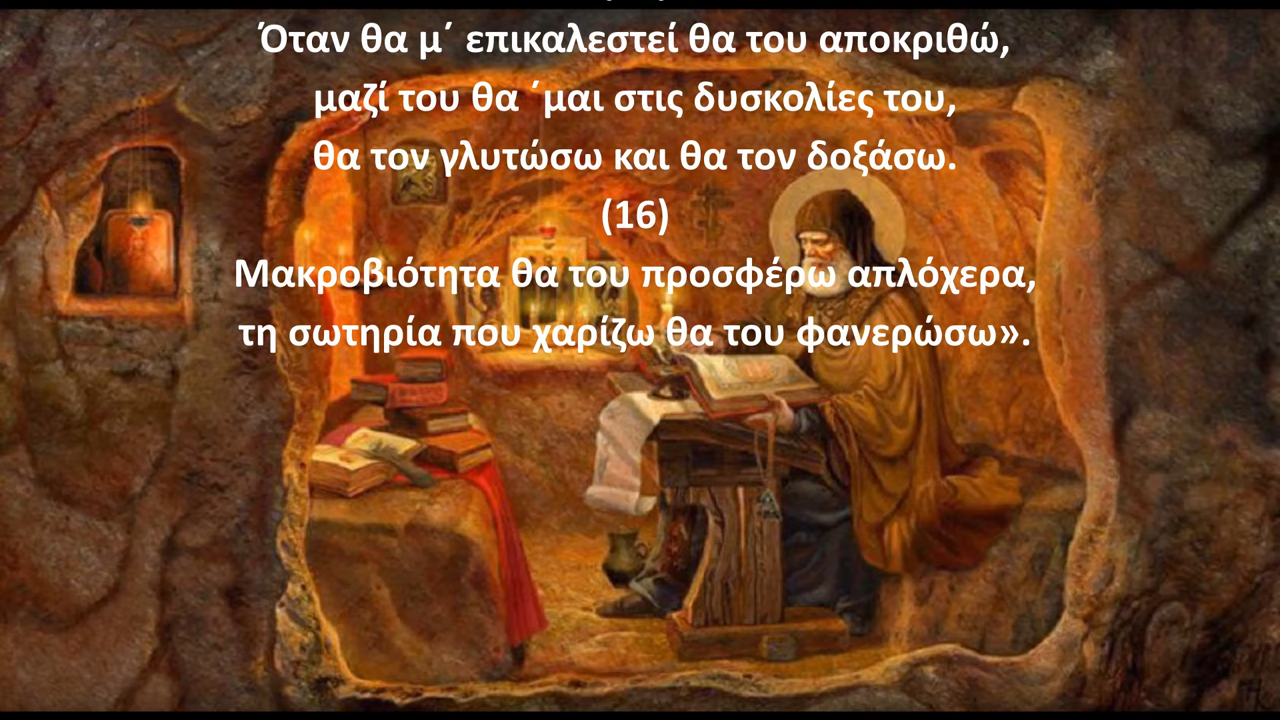 Όταν θα μ΄ επικαλεστεί θα του αποκριθώ,
μαζί του θα ΄μαι στις δυσκολίες του,
θα τον γλυτώσω και θα τον δοξάσω.
(16)
Μακροβιότητα θα του προσφέρω απλόχερα,
τη σωτηρία που χαρίζω θα του φανερώσω».